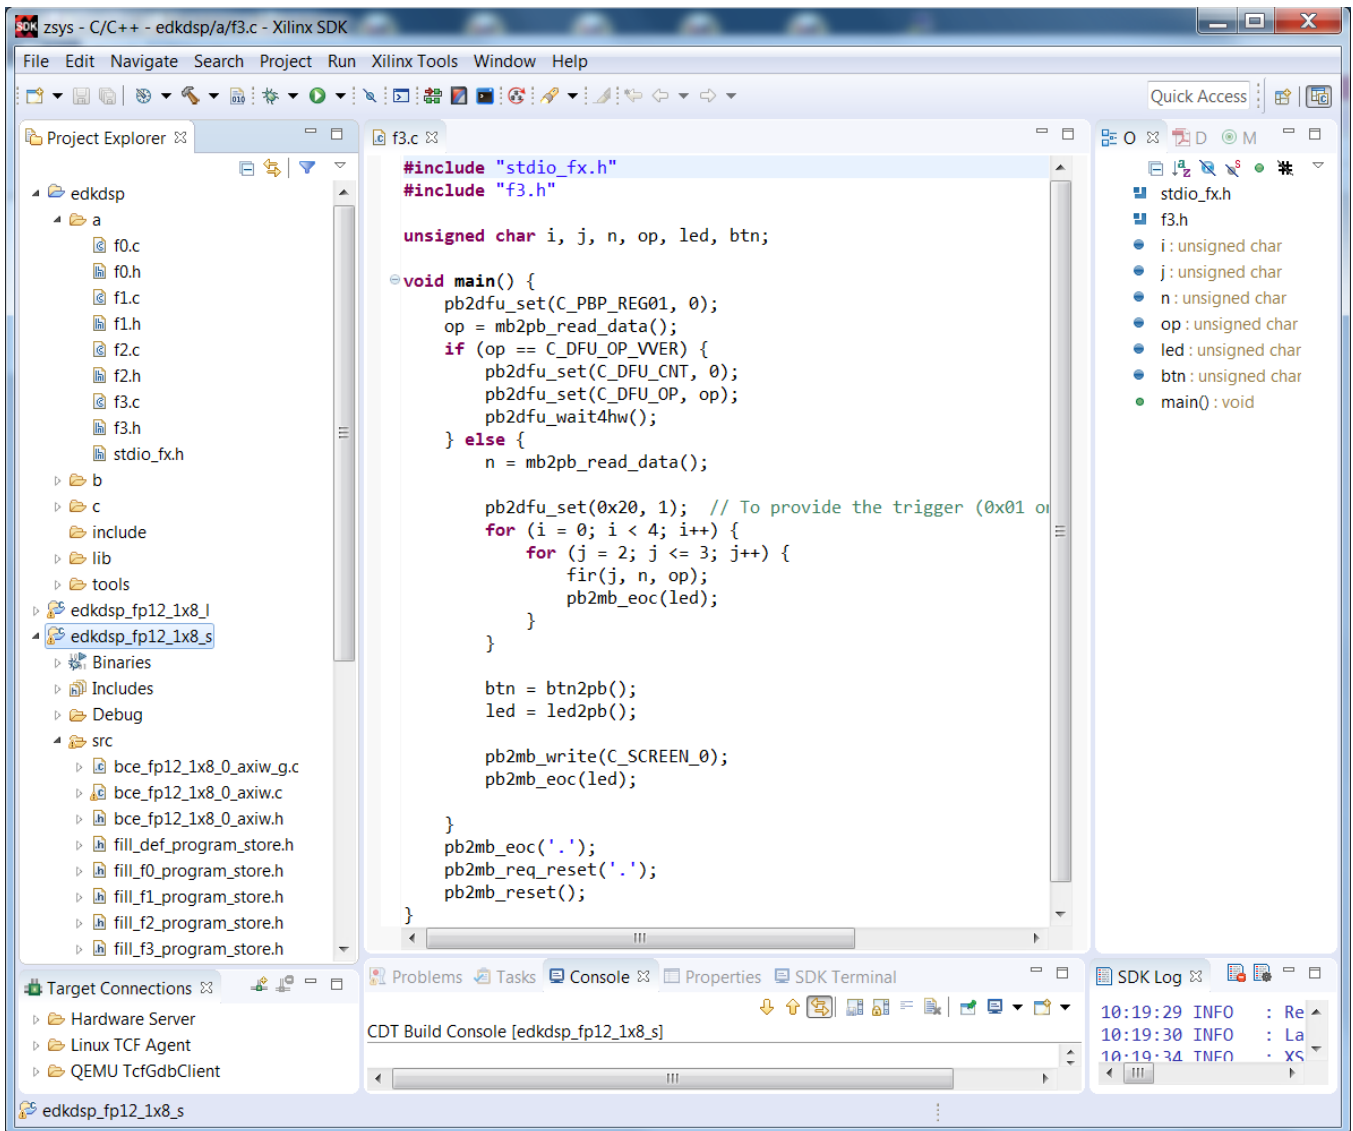 zsys - C/C++ - edkdsp/a/f3.c - Xilinx SDK
File Edit Navigate Search Project Run Xilinx Tools Window Help
Quick Access
Project Explorer
edkdsp
a
f0.c
f0.h
f1.c
f1.h
f2.c
f2.h
f3.c
f3.h
stdio_fx.h
b
c
include
lib
tools
edkdsp_fp12_1x8_l
edkdsp_fp12_1x8_s
Binaries
Includes
Debug
src
bce_fp12_1x8_0_axiw_g.c
bce_fp12_1x8_0_axiw.c
bce_fp12_1x8_0_axiw.h
fill_def_program_store.h
fill_f0_program_store.h
fill_f1_program_store.h
fill_f2_program_store.h
fill_f3_program_store.h
f3.c
#include "stdio_fx.h"
#include "f3.h"
unsigned char i, j, n, op, led, btn;
void main() {
pb2dfu_set(C_PBP_REG01, 0);
op = mb2pb_read_data();
if (op == C_DFU_OP_VVER) {
pb2dfu_set(C_DFU_CNT, 0);
pb2dfu_set(C_DFU_OP, op);
pb2dfu_wait4hw();
} else {
n = mb2pb_read_data();
pb2dfu_set(0x20, 1);  // To provide the trigger (0x01 o
for (i = 0; i < 4; i++) {
for (j = 2; j <= 3; j++) {
fir(j, n, op);
pb2mb_eoc(led);
}
}
btn = btn2pb();
led = led2pb();
pb2mb_write(C_SCREEN_0);
pb2mb_eoc(led);
}
pb2mb_eoc('.');
pb2mb_req_reset('.');
pb2mb_reset();
}
O D M
stdio_fx.h
f3.h
i : unsigned char
j : unsigned char
n : unsigned char
op : unsigned char
led : unsigned char
btn : unsigned char
main() : void
Target Connections
Hardware Server
Linux TCF Agent
QEMU TcfGdbClient
Problems Tasks Console Properties SDK Terminal
CDT Build Console [edkdsp_fp12_1x8_s]
SDK Log
10:19:29 INFO : Re
10:19:30 INFO : La
10:19:34 INFO : XS
edkdsp_fp12_1x8_s